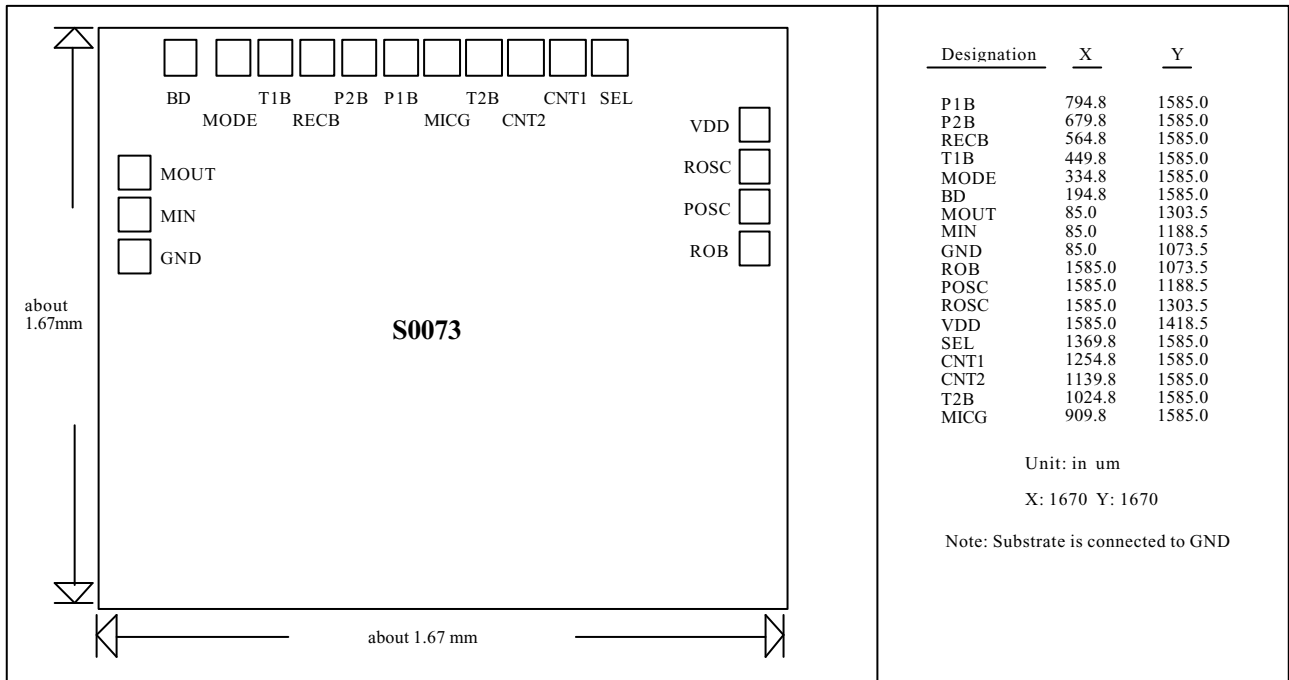 BD T1B P2B P1B T2B CNT1 SEL
MODE RECB MICG CNT2
VDD
MOUT
ROSC
MIN
POSC
GND
ROB
about
1.67mm
S0073
about 1.67 mm
Designation X Y
P1B 794.8 1585.0
P2B 679.8 1585.0
RECB 564.8 1585.0
T1B 449.8 1585.0
MODE 334.8 1585.0
BD 194.8 1585.0
MOUT 85.0 1303.5
MIN 85.0 1188.5
GND 85.0 1073.5
ROB 1585.0 1073.5
POSC 1585.0 1188.5
ROSC 1585.0 1303.5
VDD 1585.0 1418.5
SEL 1369.8 1585.0
CNT1 1254.8 1585.0
CNT2 1139.8 1585.0
T2B 1024.8 1585.0
MICG 909.8 1585.0
Unit: in um
X: 1670 Y: 1670
Note: Substrate is connected to GND